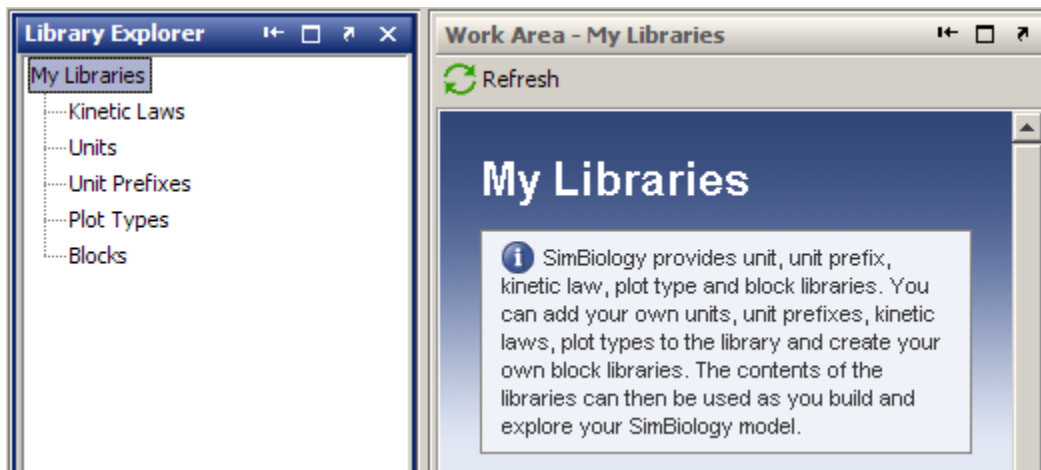 Library Explorer
My Libraries
Kinetic Laws
Units
Unit Prefixes
Plot Types
Blocks
Work Area - My Libraries
Refresh
My Libraries
SimBiology provides unit, unit prefix,
kinetic law, plot type and block libraries. You
can add your own units, unit prefixes, kinetic
laws, plot types to the library and create your
own block libraries. The contents of the
libraries can then be used as you build and
explore your SimBiology model.